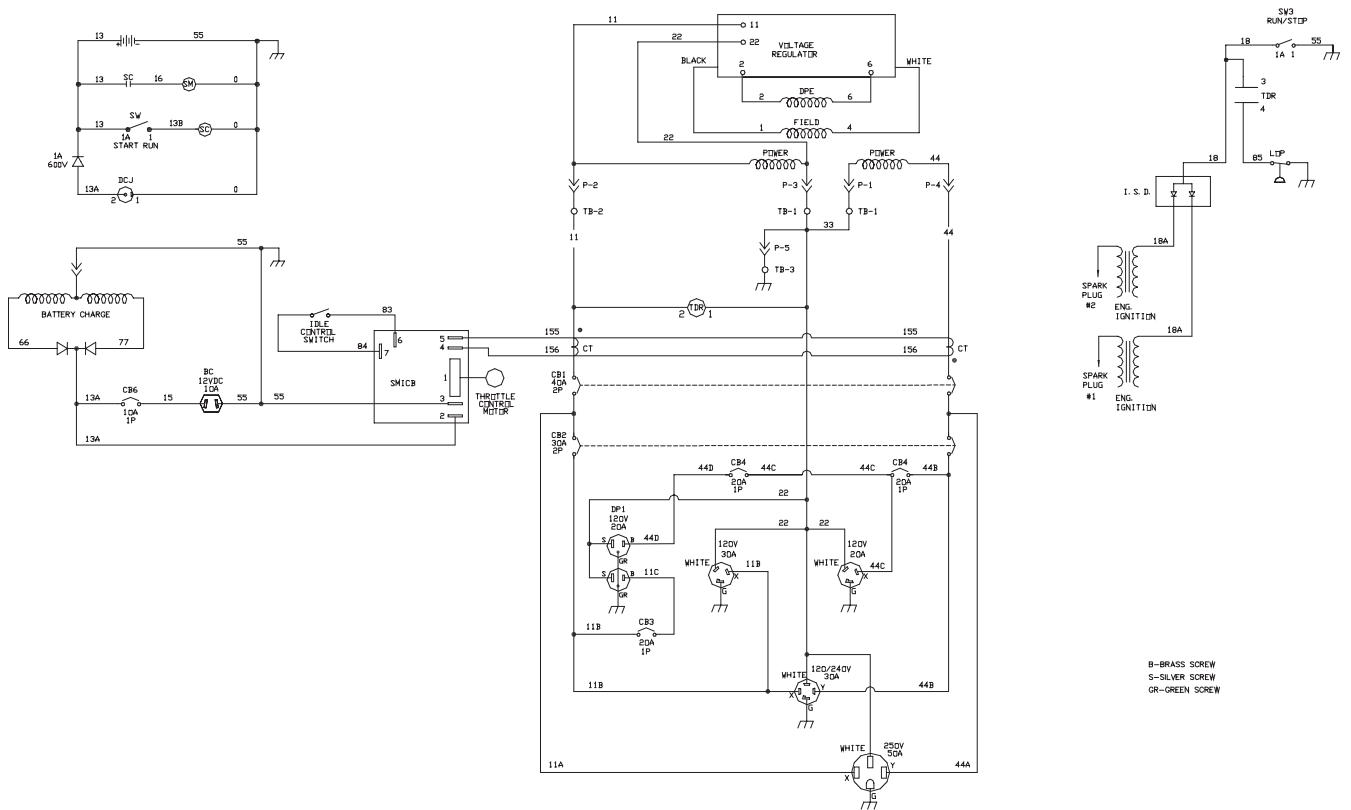 13
55
+
-
13
SC
16
SM
0
SW
13
13B
SC
0
1A
1
START RUN
1A
600V
DCJ
13A
2
1
0
55
BATTERY CHARGE
66
77
13A
CB6
10A
1P
15
BC
12VDC
10A
55
55
13A
IDLE
CONTROL
SWITCH
83
84
6
7
5
4
SMICB
1
3
2
THROTTLE
CONTROL
MOTOR
11
22
11
22
VOLTAGE
REGULATOR
BLACK
2
6
WHITE
DPE
2
6
FIELD
1
4
22
POWER
POWER
44
P-2
P-3
P-1
P-4
TB-2
TB-1
TB-1
11
33
44
P-5
TB-3
TDR
2
1
155
155
156
CT
156
CT
CB1
40A
2P
CB2
30A
2P
44D
CB4
44C
44C
CB4
44B
20A
1P
20A
1P
22
DP1
120V
20A
S
B
44D
GR
S
B
11C
GR
22
22
120V
30A
WHITE
11B
X
G
120V
20A
WHITE
44C
X
G
11B
CB3
20A
1P
120/240V
30A
WHITE
11B
X
Y
44B
G
250V
50A
WHITE
11A
X
Y
44A
G
SW3
RUN/STOP
18
55
1A 1
3
TDR
4
18
85
LOP
I.S.D.
18A
SPARK
PLUG
#2
ENG.
IGNITION
18A
SPARK
PLUG
#1
ENG.
IGNITION
B-BRASS SCREW
S-SILVER SCREW
GR-GREEN SCREW